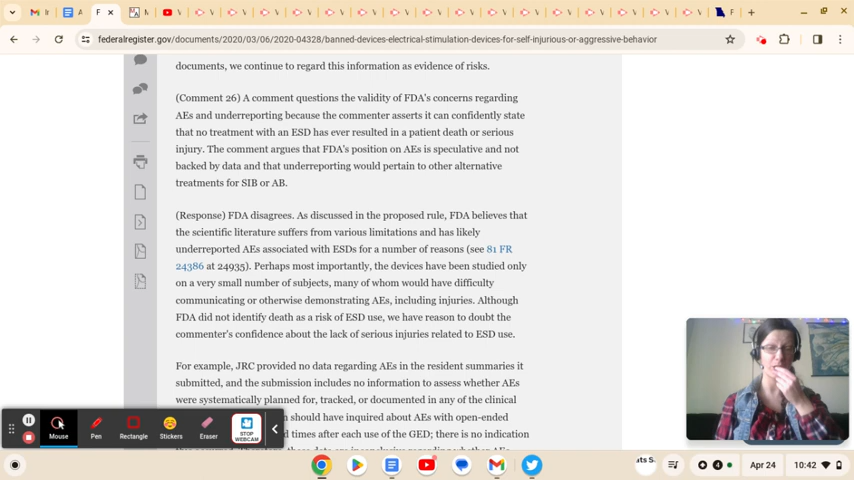 Ir
A
F
M
V
F
federalregister.gov/documents/2020/03/06/2020-04328/banned-devices-electrical-stimulation-devices-for-self-injurious-or-aggressive-behavior
documents, we continue to regard this information as evidence of risks.
(Comment 26) A comment questions the validity of FDA's concerns regarding
AEs and underreporting because the commenter asserts it can confidently state
that no treatment with an ESD has ever resulted in a patient death or serious
injury. The comment argues that FDA's position on AEs is speculative and not
backed by data and that underreporting would pertain to other alternative
treatments for SIB or AB.
(Response) FDA disagrees. As discussed in the proposed rule, FDA believes that
the scientific literature suffers from various limitations and has likely
underreported AEs associated with ESDs for a number of reasons (see 81 FR
24386 at 24935). Perhaps most importantly, the devices have been studied only
on a very small number of subjects, many of whom would have difficulty
communicating or otherwise demonstrating AEs, including injuries. Although
FDA did not identify death as a risk of ESD use, we have reason to doubt the
commenter's confidence about the lack of serious injuries related to ESD use.
For example, JRC provided no data regarding AEs in the resident summaries it
submitted, and the submission includes no information to assess whether AEs
were systematically planned for, tracked, or documented in any of the clinical
n should have inquired about AEs with open-ended
d times after each use of the GED; there is no indication
Mouse
Pen
Rectangle
Stickers
Eraser
STOP
WEBCAM
ats S.
4
Apr 24
10:42